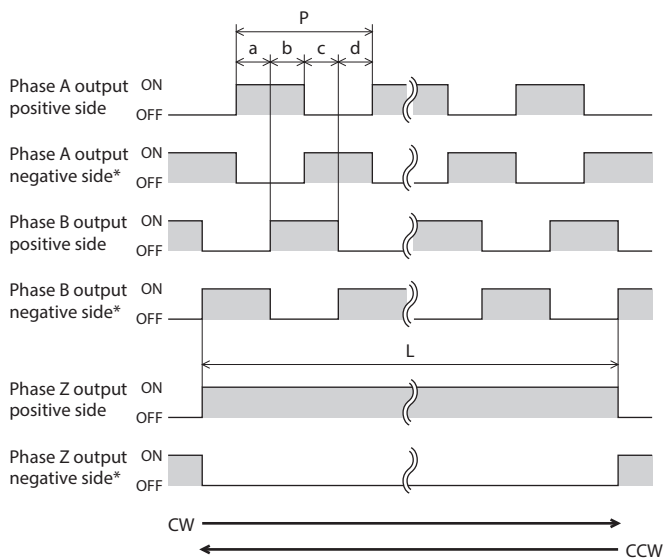 P
a b c d
Phase A output
positive side
ON
OFF
Phase A output
negative side*
ON
OFF
Phase B output
positive side
ON
OFF
Phase B output
negative side*
ON
OFF
L
Phase Z output
positive side
ON
OFF
Phase Z output
negative side*
ON
OFF
CW
CCW